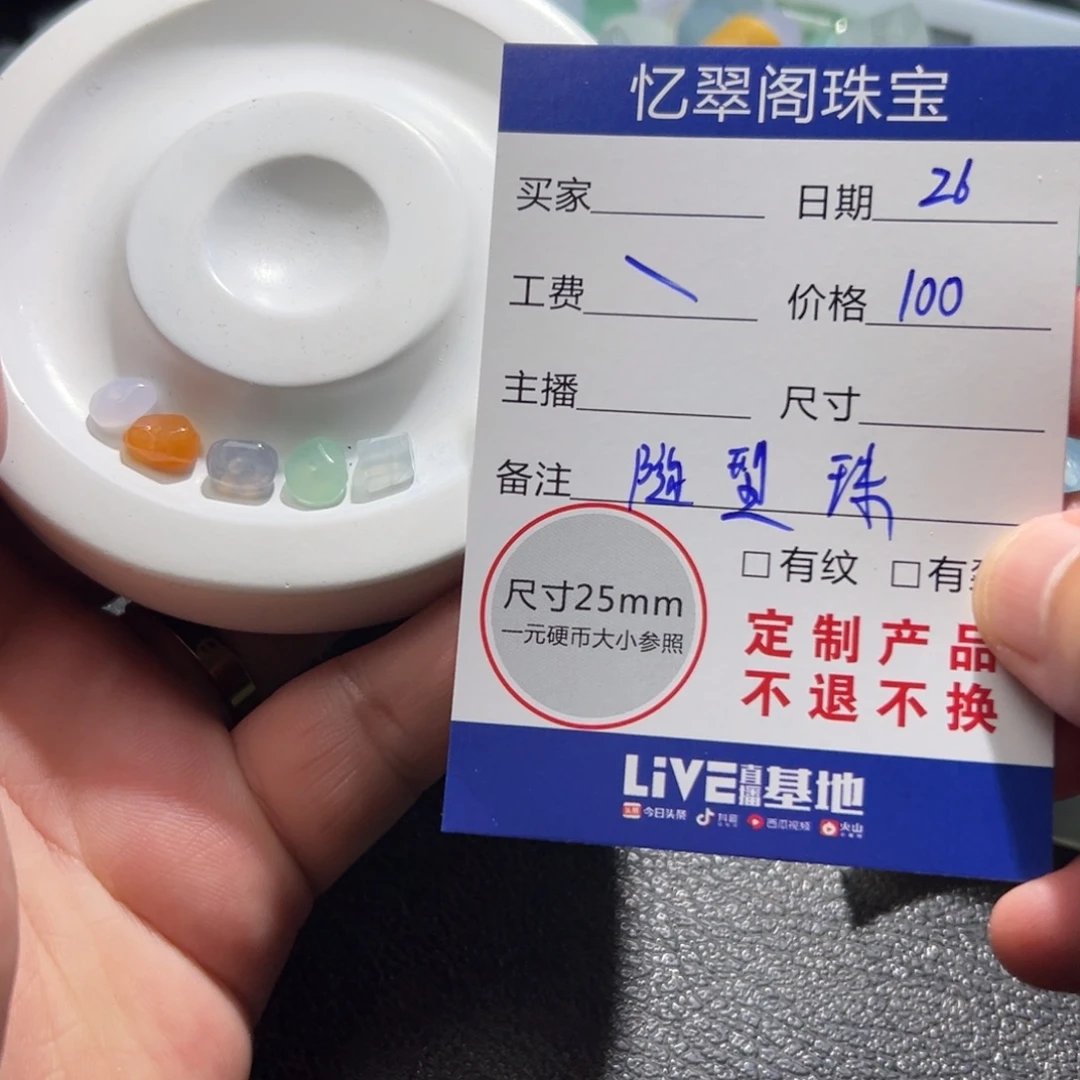 忆翠阁珠宝
买家 日期 26
工费 \ 价格 100
主播 尺寸
备注 随型珠
□有纹 □有
尺寸25mm
一元硬币大小参照
定制产品
不退不换
LiVE直播基地
头条 今日头条 抖音 西瓜视频 火山